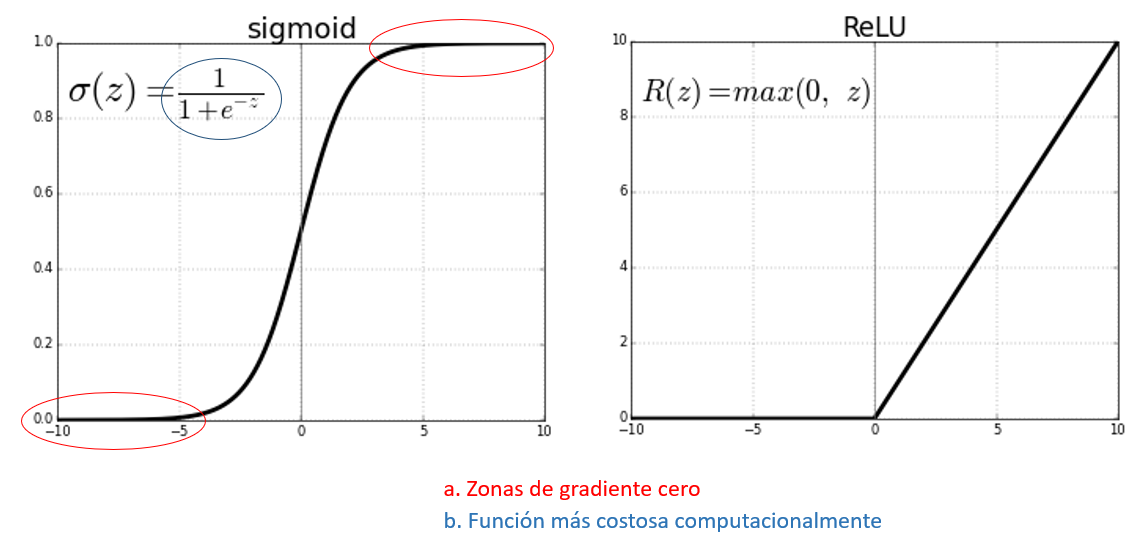 sigmoid
σ(z) = 1 / (1 + e^{-z})
1.0
0.8
0.6
0.4
0.2
0.0
−10 −5 0 5 10
ReLU
R(z) = max(0, z)
10
8
6
4
2
0
−10 −5 0 5 10
a. Zonas de gradiente cero
b. Función más costosa computacionalmente